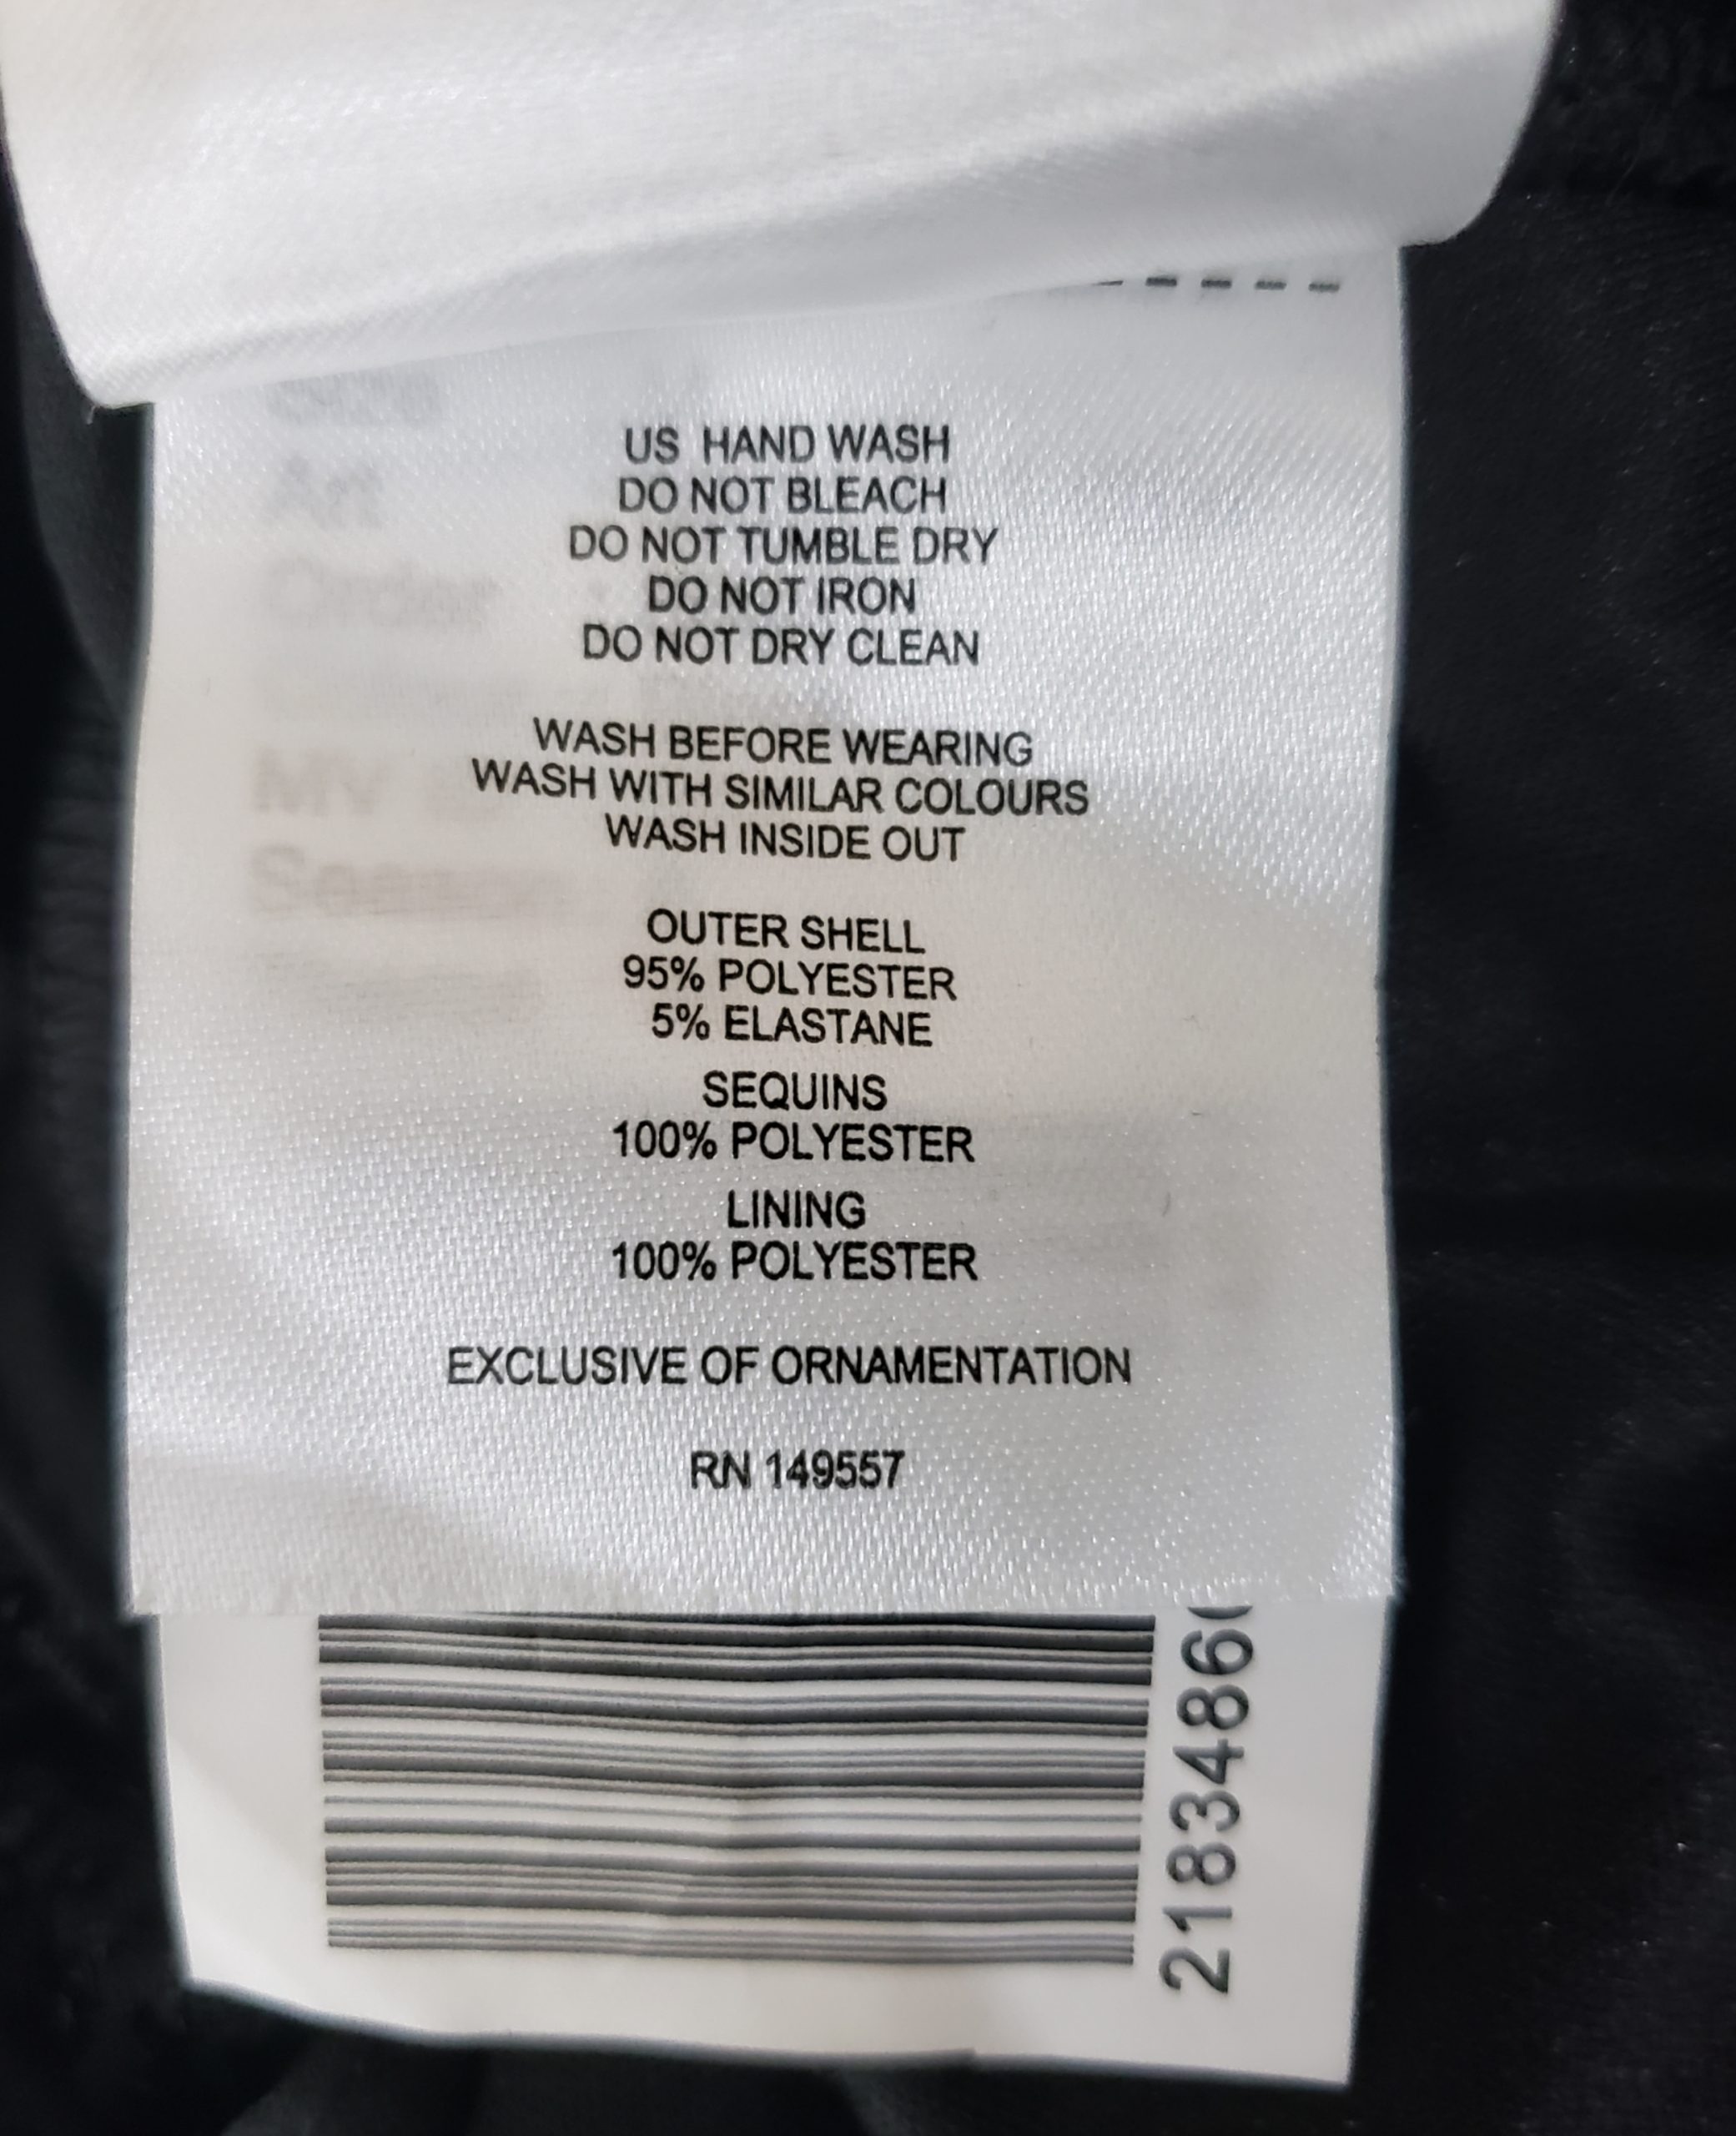 US HAND WASH
DO NOT BLEACH
DO NOT TUMBLE DRY
DO NOT IRON
DO NOT DRY CLEAN
WASH BEFORE WEARING
WASH WITH SIMILAR COLOURS
WASH INSIDE OUT
OUTER SHELL
95% POLYESTER
5% ELASTANE
SEQUINS
100% POLYESTER
LINING
100% POLYESTER
EXCLUSIVE OF ORNAMENTATION
RN 149557
21834860